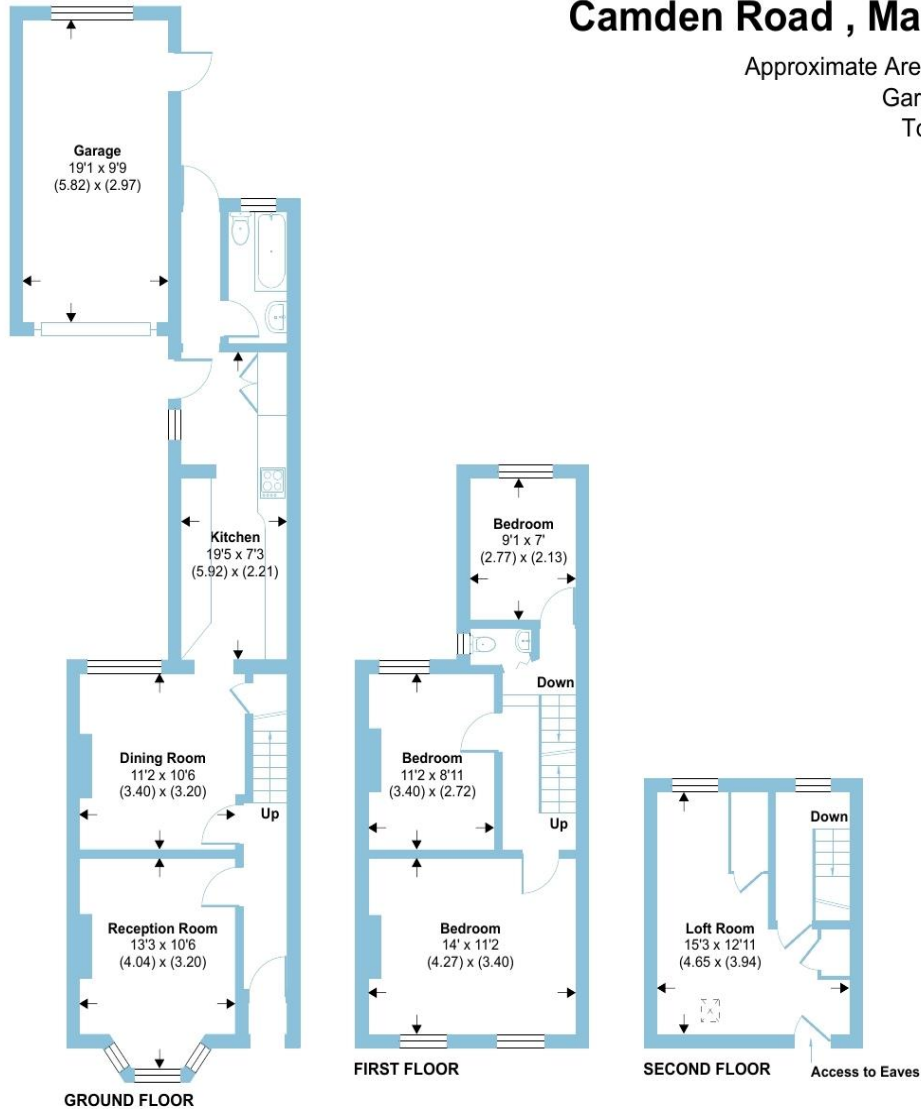 Camden Road , Ma
Approximate Are
Gar
To
Garage
19'1 x 9'9
(5.82) x (2.97)
Kitchen
19'5 x 7'3
(5.92) x (2.21)
Dining Room
11'2 x 10'6
(3.40) x (3.20)
Up
Reception Room
13'3 x 10'6
(4.04) x (3.20)
GROUND FLOOR
Bedroom
9'1 x 7'
(2.77) x (2.13)
Down
Bedroom
11'2 x 8'11
(3.40) x (2.72)
Up
Bedroom
14' x 11'2
(4.27) x (3.40)
FIRST FLOOR
Down
Loft Room
15'3 x 12'11
(4.65 x (3.94)
SECOND FLOOR
Access to Eaves